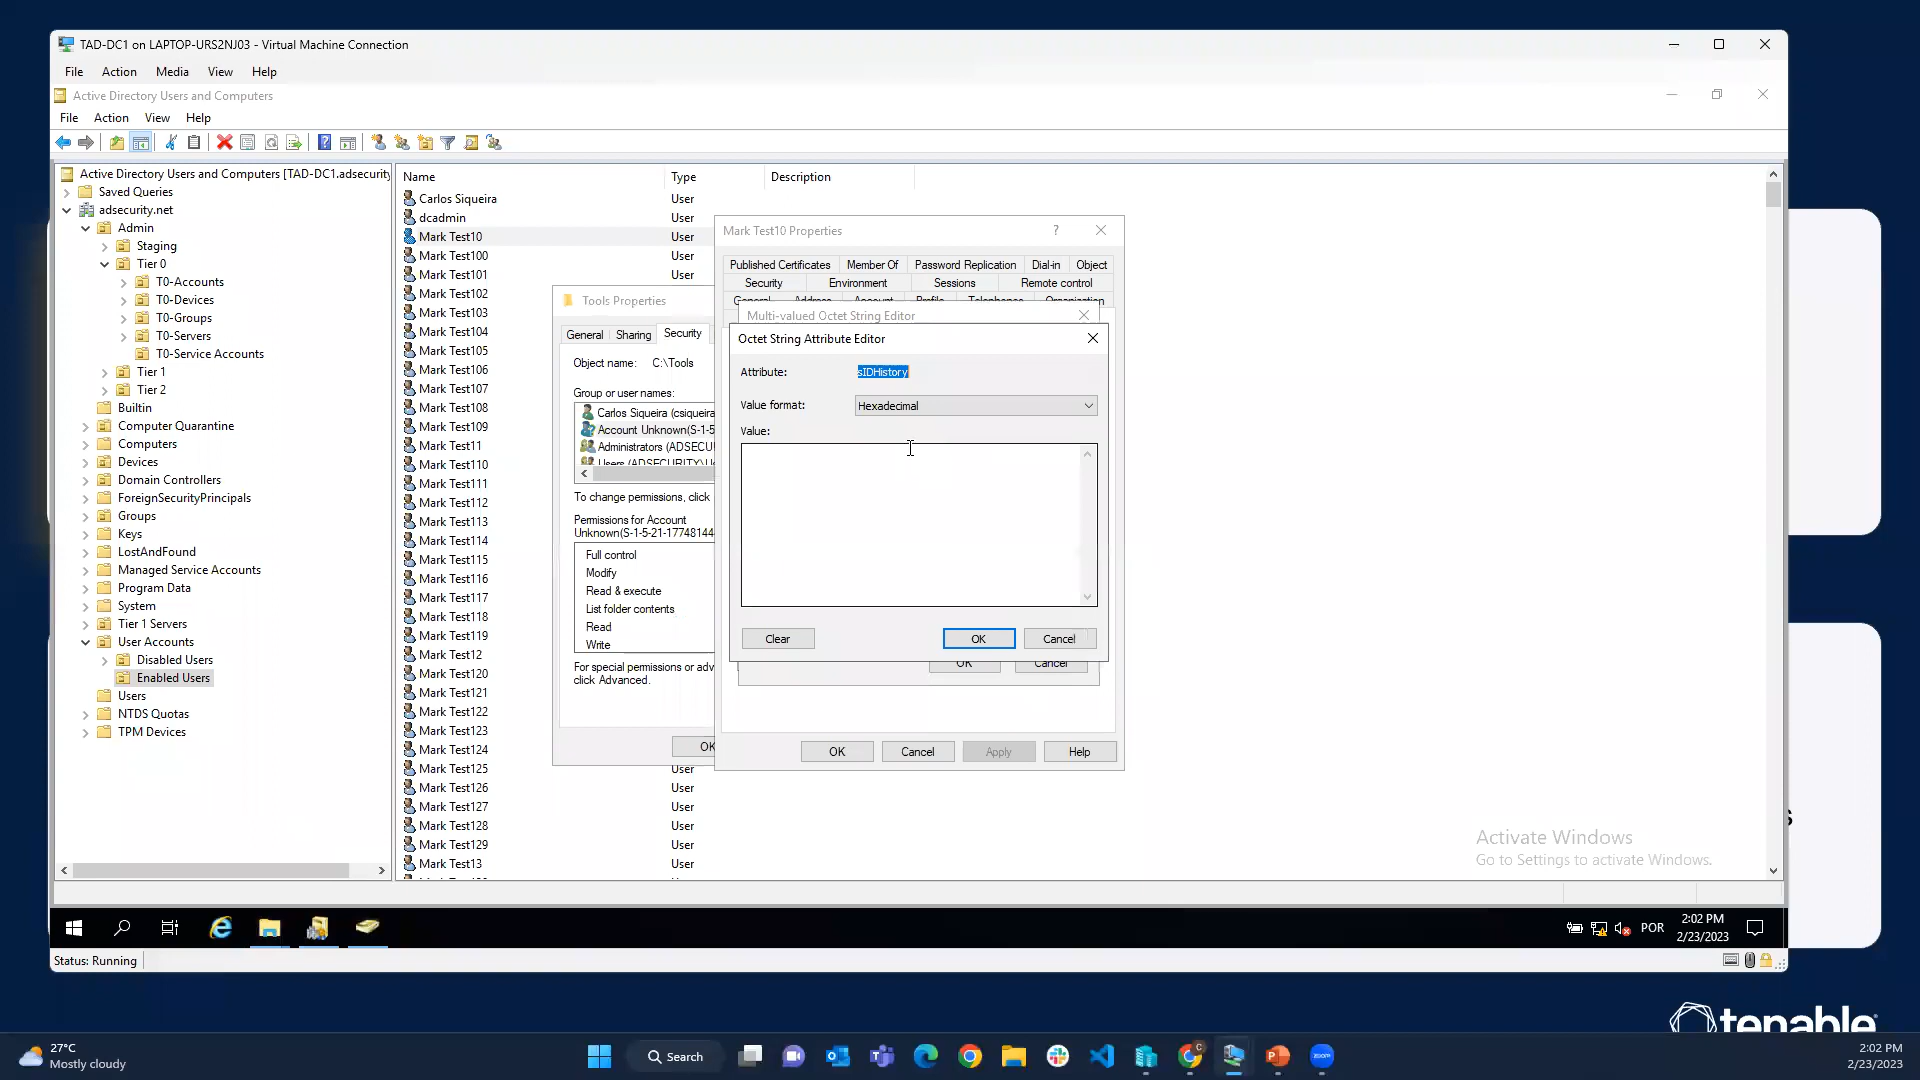 TAD-DC1 on LAPTOP-URS2NJ03 - Virtual Machine Connection
File Action Media View Help
Active Directory Users and Computers
File Action View Help
Active Directory Users and Computers [TAD-DC1.adsecurity
Saved Queries
adsecurity.net
Admin
Staging
Tier 0
T0-Accounts
T0-Devices
T0-Groups
T0-Servers
T0-Service Accounts
Tier 1
Tier 2
Builtin
Computer Quarantine
Computers
Devices
Domain Controllers
ForeignSecurityPrincipals
Groups
Keys
LostAndFound
Managed Service Accounts
Program Data
System
Tier 1 Servers
User Accounts
Disabled Users
Enabled Users
Users
NTDS Quotas
TPM Devices
Name Type Description
Carlos Siqueira User
dcadmin User
Mark Test10 User
Mark Test100 User
Mark Test101 User
Mark Test102
Mark Test103
Mark Test104
Mark Test105
Mark Test106
Mark Test107
Mark Test108
Mark Test109
Mark Test11
Mark Test110
Mark Test111
Mark Test112
Mark Test113
Mark Test114
Mark Test115
Mark Test116
Mark Test117
Mark Test118
Mark Test119
Mark Test12
Mark Test120
Mark Test121
Mark Test122
Mark Test123
Mark Test124
Mark Test125 User
Mark Test126 User
Mark Test127 User
Mark Test128 User
Mark Test129 User
Mark Test13 User
Tools Properties
General Sharing Security
Object name: C:\Tools
Group or user names:
Carlos Siqueira (csiqueira
Account Unknown(S-1-5
Administrators (ADSECU
Users (ADSECURITY\U
To change permissions, click
Permissions for Account
Unknown(S-1-5-21-17748144
Full control
Modify
Read & execute
List folder contents
Read
Write
For special permissions or adv
click Advanced.
OK
Mark Test10 Properties
Published Certificates Member Of Password Replication Dial-in Object
Security Environment Sessions Remote control
General Address Account Profile Telephones Organization
Multi-valued Octet String Editor
Octet String Attribute Editor
Attribute: sIDHistory
Value format: Hexadecimal
Value:
Clear OK Cancel
OK Cancel
OK Cancel Apply Help
Activate Windows
Go to Settings to activate Windows.
POR
2:02 PM
2/23/2023
Status: Running
tenable
27°C
Mostly cloudy
Search
zoom
2:02 PM
2/23/2023